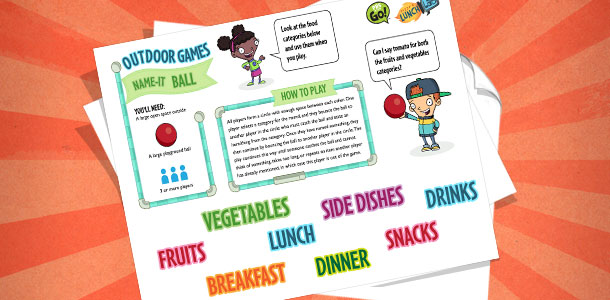 GO!
LUNCH LAB
OUTDOOR GAMES
NAME-IT BALL
Look at the food
categories below
and use them when
you play.
Can I say tomato for both
the fruits and vegetables
categories?
YOU'LL NEED:
A large open space outside
A large playground ball
3 or more players
HOW TO PLAY
All players form a circle with enough space between each other. One
player selects a category for the round and they bounce the ball to
another player in the circle who must catch the ball and state an
item from the category. Once they have named something, they
then continue by bouncing the ball to another player in the circle. The
play continues this way until someone catches the ball and cannot
think of something, takes too long, or repeats an item another player
has already mentioned, in which case this player is out of the game.
VEGETABLES
SIDE DISHES
DRINKS
FRUITS
LUNCH
SNACKS
BREAKFAST
DINNER